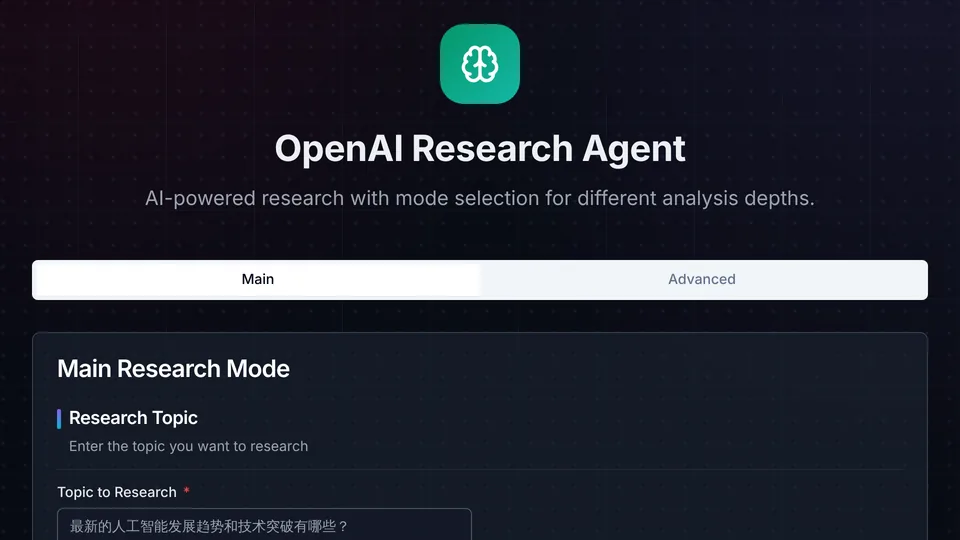 OpenAI Research Agent
AI-powered research with mode selection for different analysis depths.
Main
Advanced
Main Research Mode
Research Topic
Enter the topic you want to research
Topic to Research *
最新的人工智能发展趋势和技术突破有哪些？